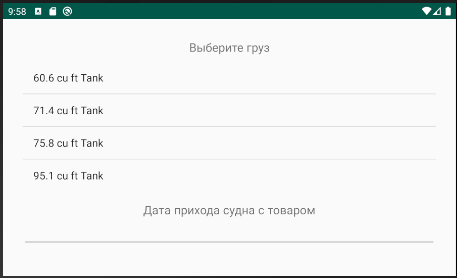 9:58
Выберите груз
60.6 cu ft Tank
71.4 cu ft Tank
75.8 cu ft Tank
95.1 cu ft Tank
Дата прихода судна с товаром